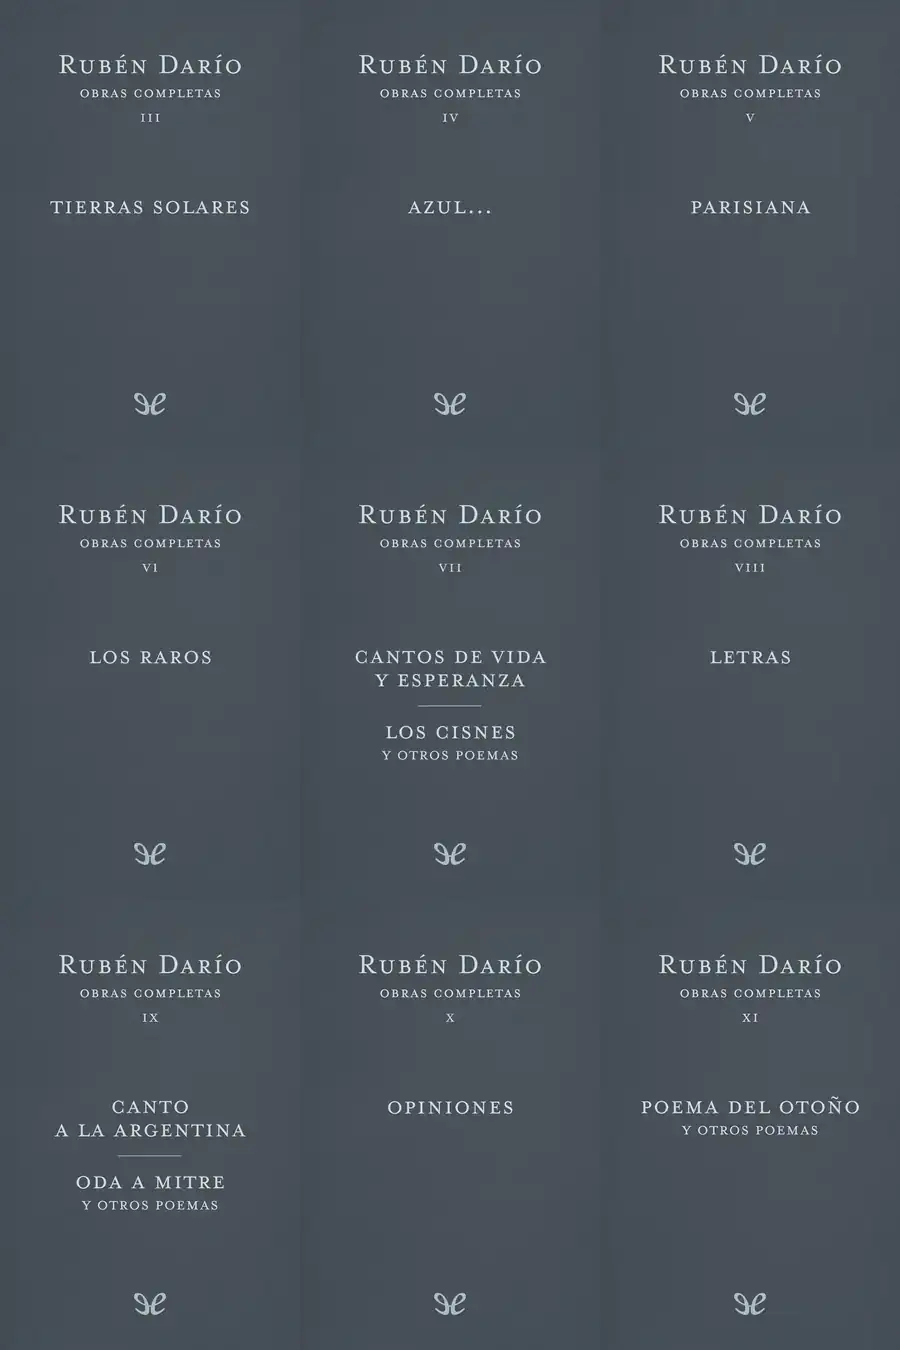 Rubén Darío
OBRAS COMPLETAS
III
TIERRAS SOLARES
Rubén Darío
OBRAS COMPLETAS
IV
AZUL...
Rubén Darío
OBRAS COMPLETAS
V
PARISIANA
Rubén Darío
OBRAS COMPLETAS
VI
LOS RAROS
Rubén Darío
OBRAS COMPLETAS
VII
CANTOS DE VIDA
Y ESPERANZA
LOS CISNES
Y OTROS POEMAS
Rubén Darío
OBRAS COMPLETAS
VIII
LETRAS
Rubén Darío
OBRAS COMPLETAS
IX
CANTO
A LA ARGENTINA
ODA A MITRE
Y OTROS POEMAS
Rubén Darío
OBRAS COMPLETAS
X
OPINIONES
Rubén Darío
OBRAS COMPLETAS
XI
POEMA DEL OTOÑO
Y OTROS POEMAS